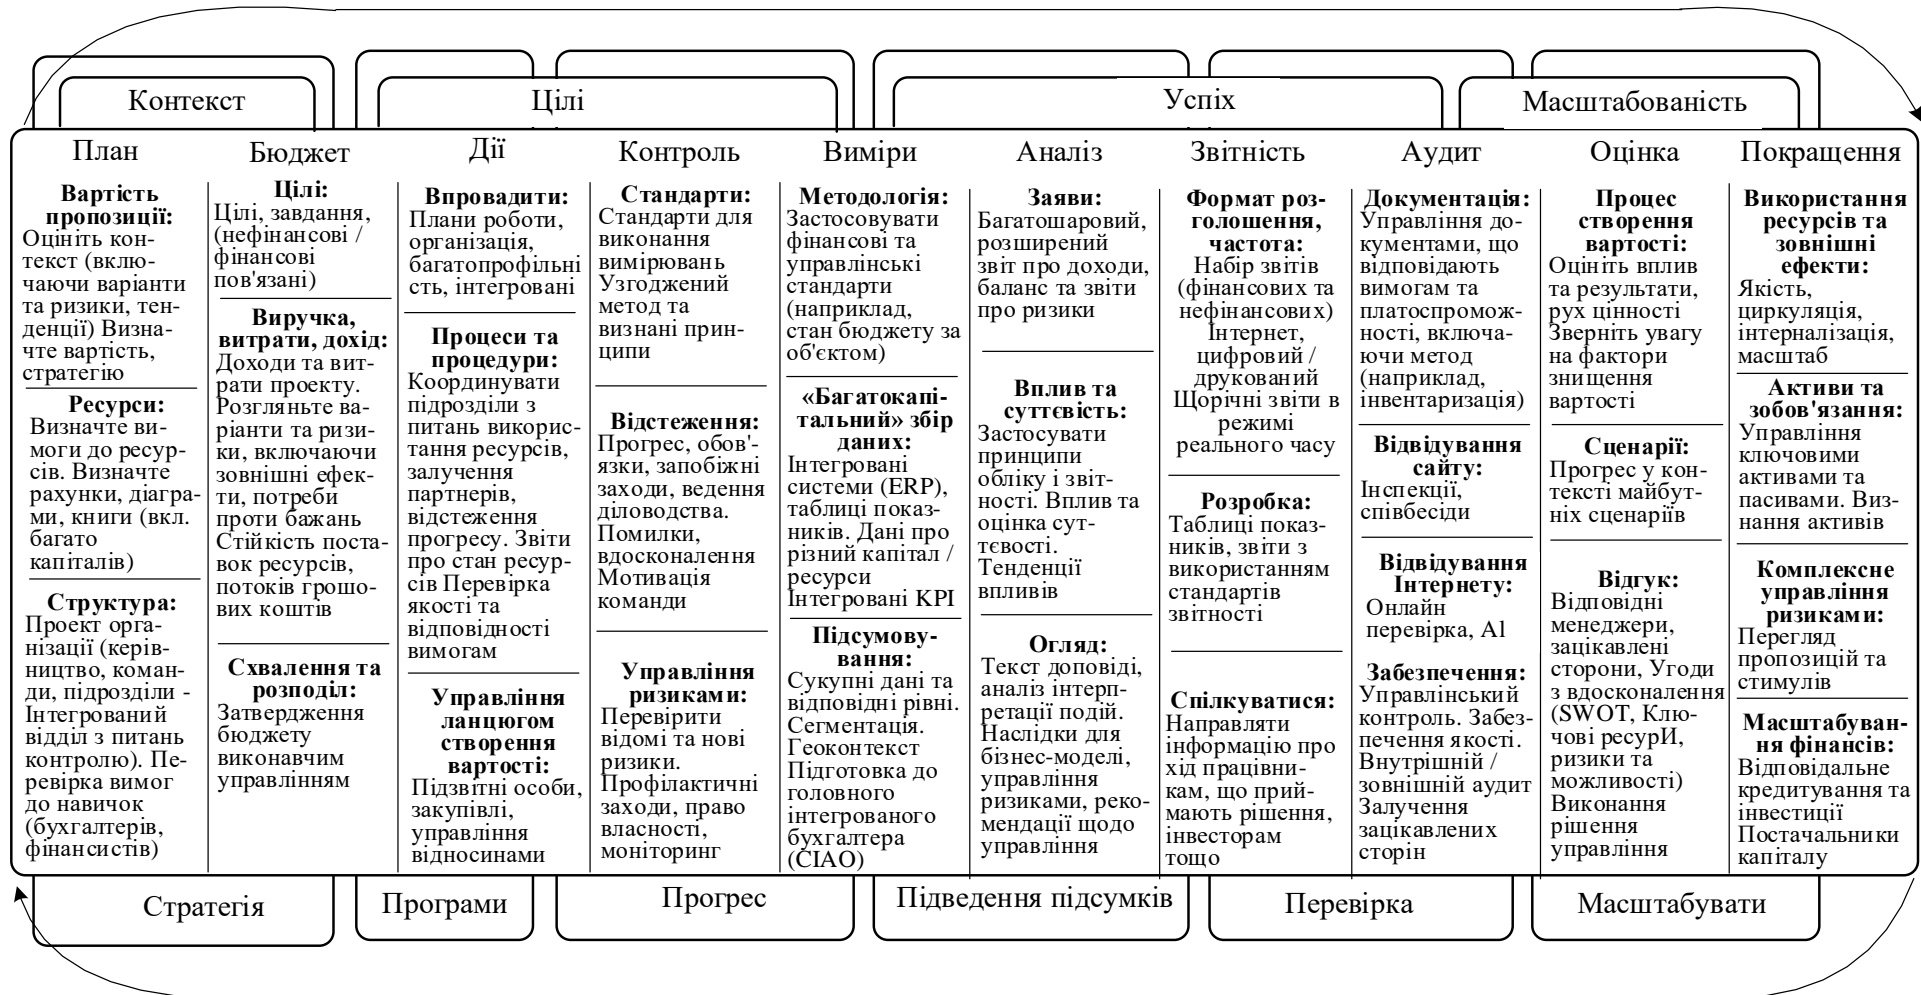 Контекст
Цілі
Успіх
Масштабованість
План
Вартість
пропозиції:
Оцініть кон-
текст (вклю-
чаючи варіанти
та ризики, тен-
денції) Визна-
чте вартість,
стратегію
Ресурси:
Визначте ви-
моги до ресур-
сів. Визначте
рахунки, діагра-
ми, книги (вкл.
багато
капіталів)
Структура:
Проект орга-
нізації (керів-
ництво, коман-
ди, підрозділи -
Інтегрований
відділ з питань
контролю). Пе-
ревірка вимог
до навичок
(бухгалтерів,
фінансистів)
Бюджет
Цілі:
Цілі, завдання,
(нефінансові /
фінансові
пов'язані)
Виручка,
витрати, дохід:
Доходи та вит-
рати проекту.
Розгляньте ва-
ріанти та ризи-
ки, включаючи
зовнішні ефек-
ти, потреби
проти бажань
Стійкість поста-
вок ресурсів,
потоків грошо-
вих коштів
Схвалення та
розподіл:
Затвердження
бюджету
виконавчим
управлінням
Дії
Впровадити:
Плани роботи,
організація,
багатопрофільні
сть, інтегровані
Процеси та
процедури:
Координувати
підрозділи з
питань викорис-
тання ресурсів,
залучення
партнерів,
відстеження
прогресу. Звіти
про стан ресур-
сів Перевірка
якості та
відповідності
вимогам
Управління
ланцюгом
створення
вартості:
Підзвітні особи,
закупівлі,
управління
відносинами
Контроль
Стандарти:
Стандарти для
виконання
вимірювань
Узгоджений
метод та
визнані прин-
ципи
Відстеження:
Прогрес, обов'-
язки, запобіжні
заходи, ведення
діловодства.
Помилки,
вдосконалення
Мотивація
команди
Управління
ризиками:
Перевірити
відомі та нові
ризики.
Профілактичні
заходи, право
власності,
моніторинг
Виміри
Методологія:
Застосовувати
фінансові та
управлінські
стандарти
(наприклад,
стан бюджету за
об'єктом)
«Багатокапі-
тальний» збір
даних:
Інтегровані
системи (ERP),
таблиці показ-
ників. Дані про
різний капітал /
ресурси
Інтегровані KPI
Підсумову-
вання:
Сукупні дані та
відповідні рівні.
Сегментація.
Геоконтекст
Підготовка до
головного
інтегрованого
бухгалтера
(CIAO)
Аналіз
Заяви:
Багатошаровий,
розширений
звіт про доходи,
баланс та звіти
про ризики
Вплив та
суттєвість:
Застосувати
принципи
обліку і звіт-
ності. Вплив та
оцінка сут-
тєвості.
Тенденції
впливів
Огляд:
Текст доповіді,
аналіз інтерп-
ретації подій.
Наслідки для
бізнес-моделі,
управління
ризиками, реко-
мендації щодо
управління
Звітність
Формат роз-
голошення,
частота:
Набір звітів
(фінансових та
нефінансових)
Інтернет,
цифровий /
друкований
Щорічні звіти в
режимі
реального часу
Розробка:
Таблиці показ-
ників, звіти з
використанням
стандартів
звітності
Спілкуватися:
Направляти
інформацію про
хід працівни-
кам, що прий-
мають рішення,
інвесторам
тощо
Аудит
Документація:
Управління до-
кументами, що
відповідають
вимогам та
платоспромож-
ності, включа-
ючи метод
(наприклад,
інвентаризація)
Відвідування
сайту:
Інспекції,
співбесіди
Відвідування
Інтернету:
Онлайн
перевірка, Al
Забезпечення:
Управлінський
контроль. Забез-
печення якості.
Внутрішній /
зовнішній аудит
Залучення
зацікавлених
сторін
Оцінка
Процес
створення
вартості:
Оцініть вплив
та результати,
рух цінності
Зверніть увагу
на фактори
знищення
вартості
Сценарії:
Прогрес у кон-
тексті майбут-
ніх сценаріїв
Відгук:
Відповідні
менеджери,
зацікавлені
сторони, Угоди
з вдосконалення
(SWOT, Клю-
чові ресурИ,
ризики та
можливості)
Виконання
рішення
управління
Покращення
Використання
ресурсів та
зовнішні
ефекти:
Якість,
циркуляція,
інтерналізація,
масштаб
Активи та
зобов'язання:
Управління
ключовими
активами та
пасивами. Виз-
нання активів
Комплексне
управління
ризиками:
Перегляд
пропозицій та
стимулів
Масштабуван-
ня фінансів:
Відповідальне
кредитування та
інвестиції
Постачальники
капіталу
Стратегія
Програми
Прогрес
Підведення підсумків
Перевірка
Масштабувати